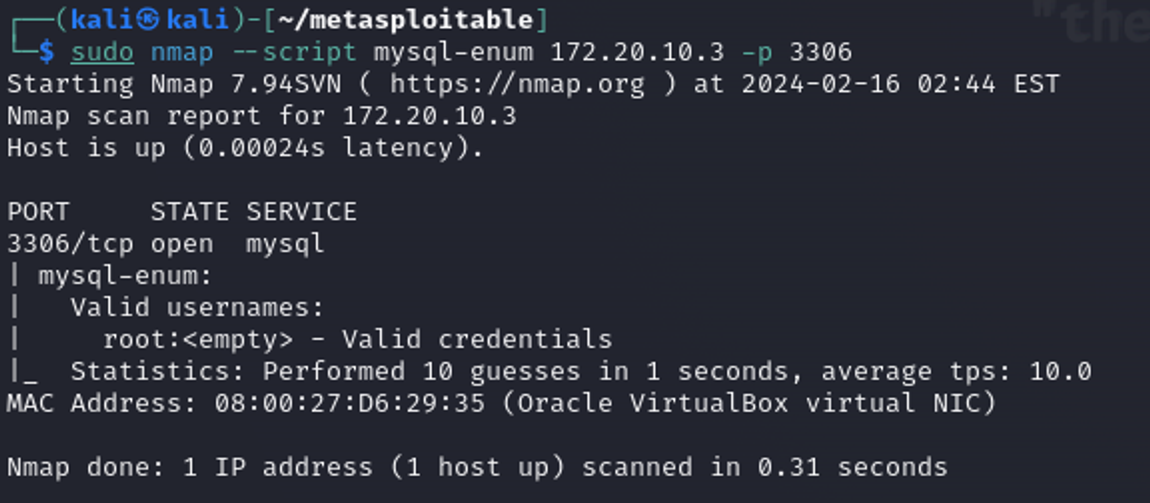 "the
┌──(kali㉿kali)-[~/metasploitable]
└─$ sudo nmap --script mysql-enum 172.20.10.3 -p 3306
Starting Nmap 7.94SVN ( https://nmap.org ) at 2024-02-16 02:44 EST
Nmap scan report for 172.20.10.3
Host is up (0.00024s latency).

PORT     STATE SERVICE
3306/tcp open  mysql
| mysql-enum:
|   Valid usernames:
|     root:<empty> - Valid credentials
|_  Statistics: Performed 10 guesses in 1 seconds, average tps: 10.0
MAC Address: 08:00:27:D6:29:35 (Oracle VirtualBox virtual NIC)

Nmap done: 1 IP address (1 host up) scanned in 0.31 seconds